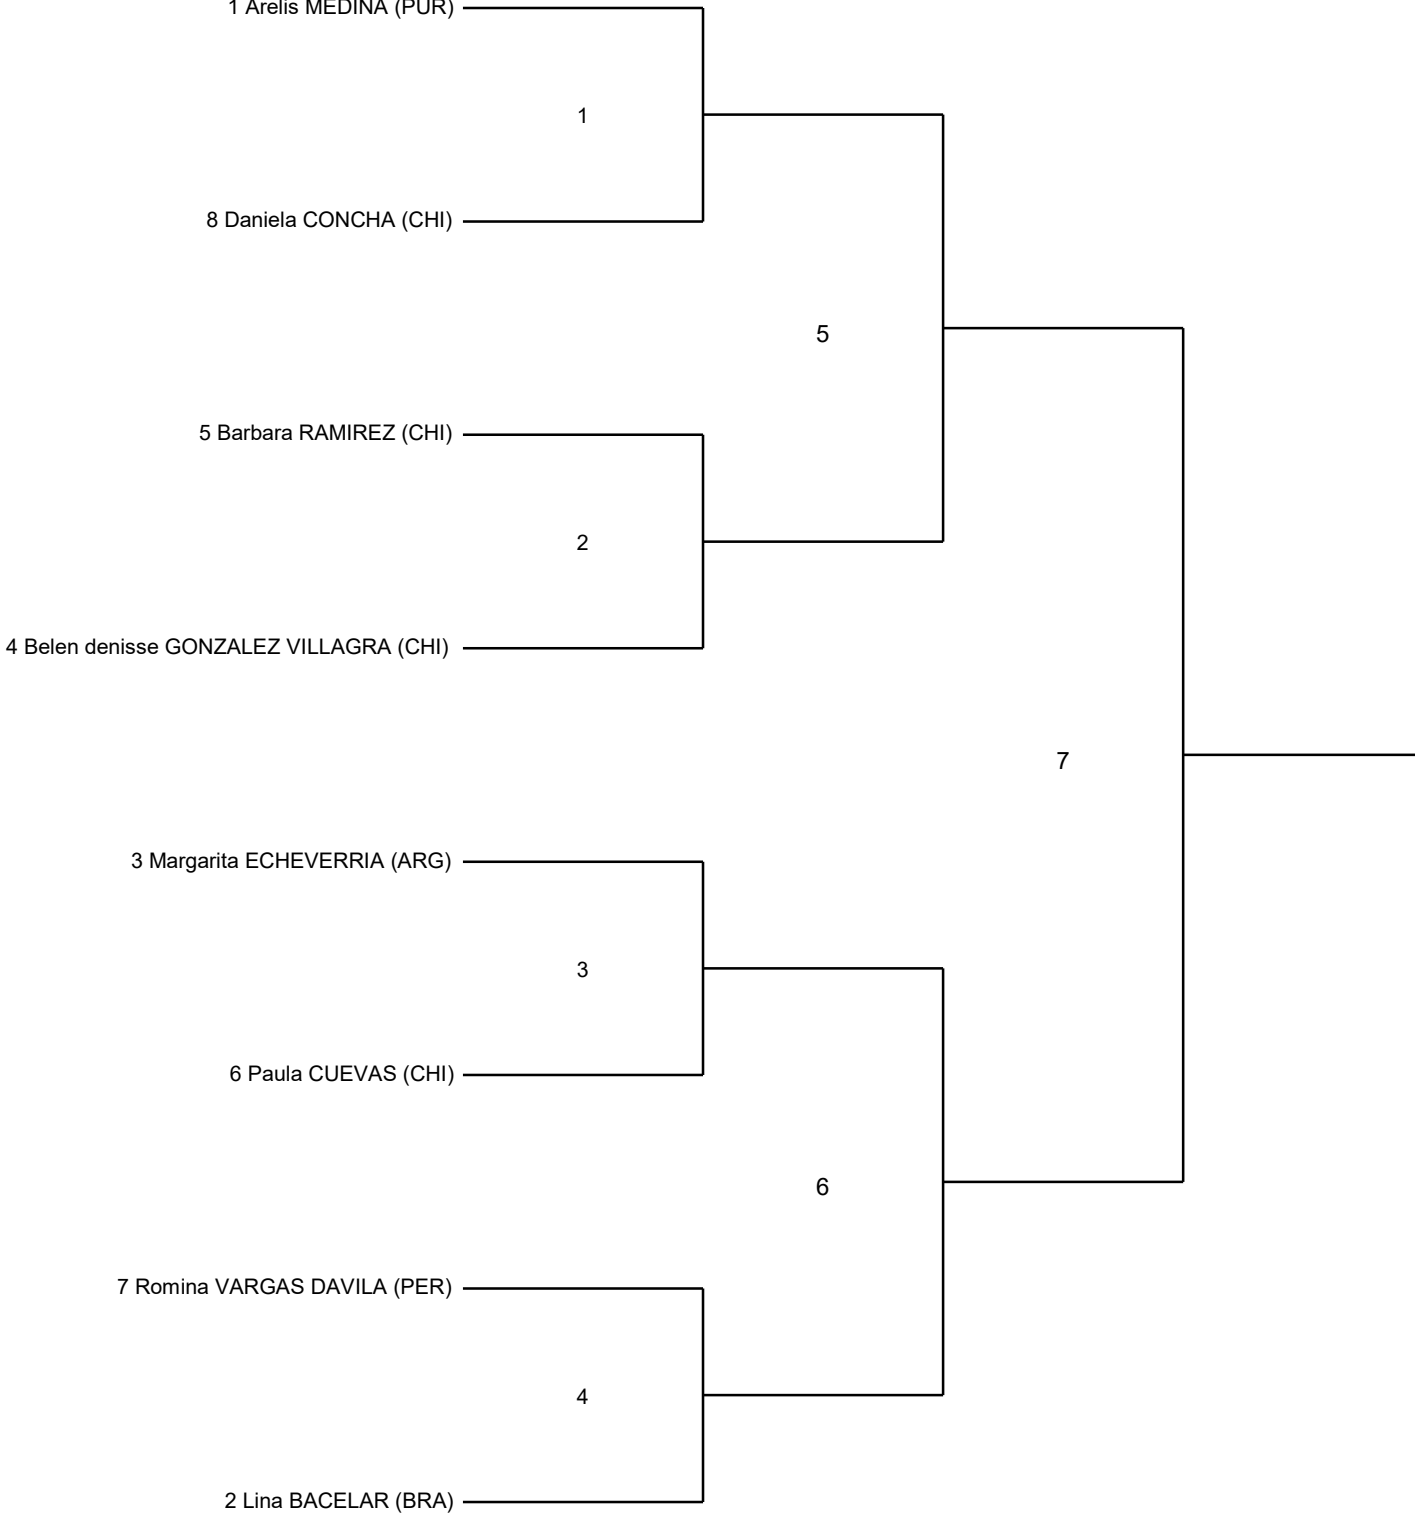 1 Arelis MEDINA (PUR)
1
8 Daniela CONCHA (CHI)
5
5 Barbara RAMIREZ (CHI)
2
4 Belen denisse GONZALEZ VILLAGRA (CHI)
7
3 Margarita ECHEVERRIA (ARG)
3
6 Paula CUEVAS (CHI)
6
7 Romina VARGAS DAVILA (PER)
4
2 Lina BACELAR (BRA)